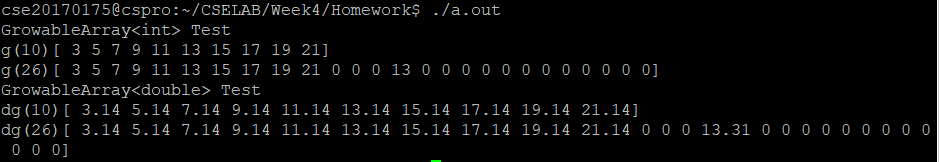 cse20170175@cspro:~/CSELAB/Week4/Homework$ ./a.out
GrowableArray<int> Test
g(10)[ 3 5 7 9 11 13 15 17 19 21]
g(26)[ 3 5 7 9 11 13 15 17 19 21 0 0 0 13 0 0 0 0 0 0 0 0 0 0 0 0]
GrowableArray<double> Test
dg(10)[ 3.14 5.14 7.14 9.14 11.14 13.14 15.14 17.14 19.14 21.14]
dg(26)[ 3.14 5.14 7.14 9.14 11.14 13.14 15.14 17.14 19.14 21.14 0 0 0 13.31 0 0 0 0 0 0 0 0 0
 0 0 0]